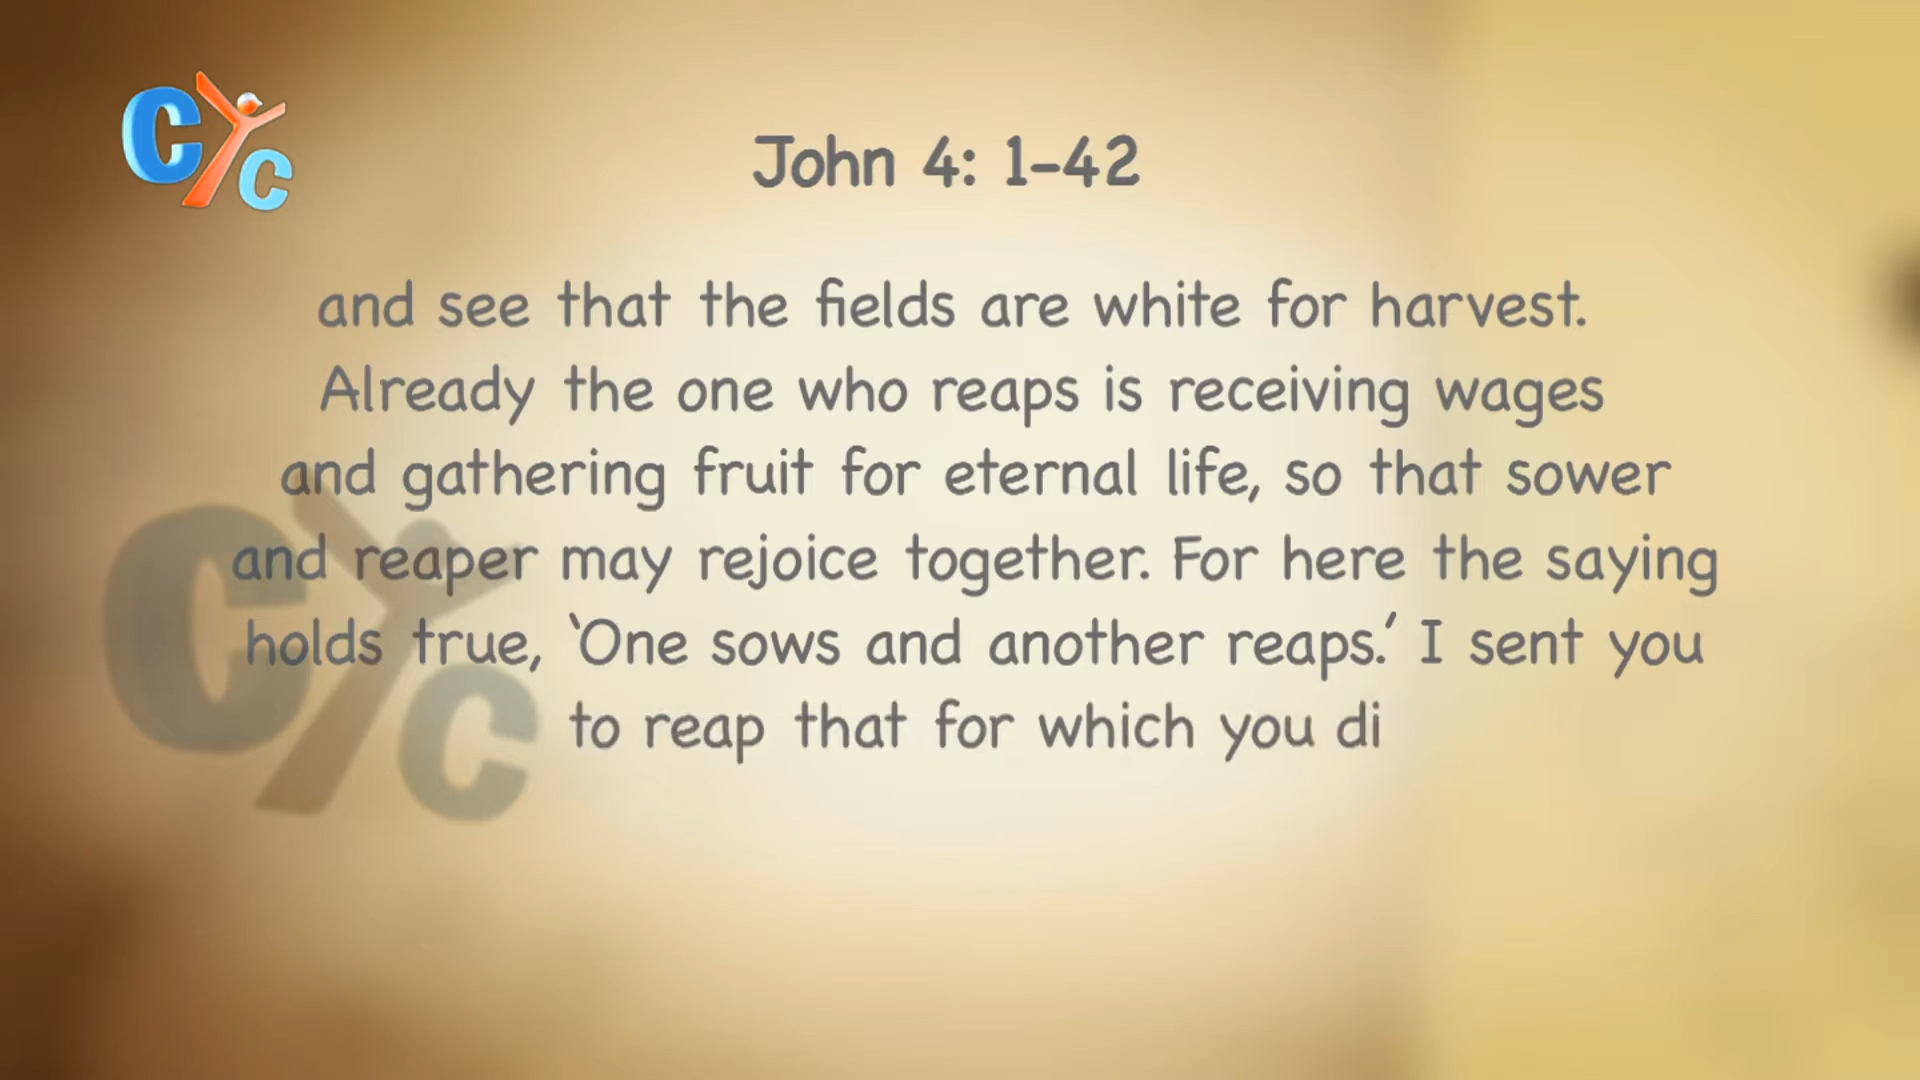 CYC
John 4: 1-42
and see that the fields are white for harvest.
Already the one who reaps is receiving wages
and gathering fruit for eternal life, so that sower
and reaper may rejoice together. For here the saying
holds true, ‘One sows and another reaps.’ I sent you
to reap that for which you di
CYC